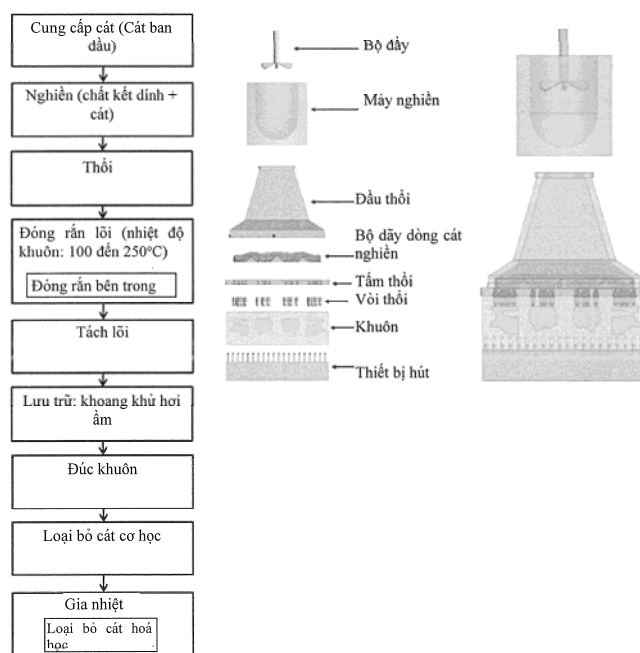 Cung cấp cát (Cát ban
dầu)
Nghiền (chất kết dính +
cát)
Thổi
Đóng rắn lõi (nhiệt độ
khuôn: 100 đến 250°C)
Đóng rắn bên trong
Tách lõi
Lưu trữ: khoang khử hơi
ẩm
Đúc khuôn
Loại bỏ cát cơ học
Gia nhiệt
Loại bỏ cát hoá
học
Bộ đẩy
Máy nghiền
Đầu thổi
Bộ dãy dòng cát
nghiền
Tấm thổi
Vòi thổi
Khuôn
Thiết bị hút